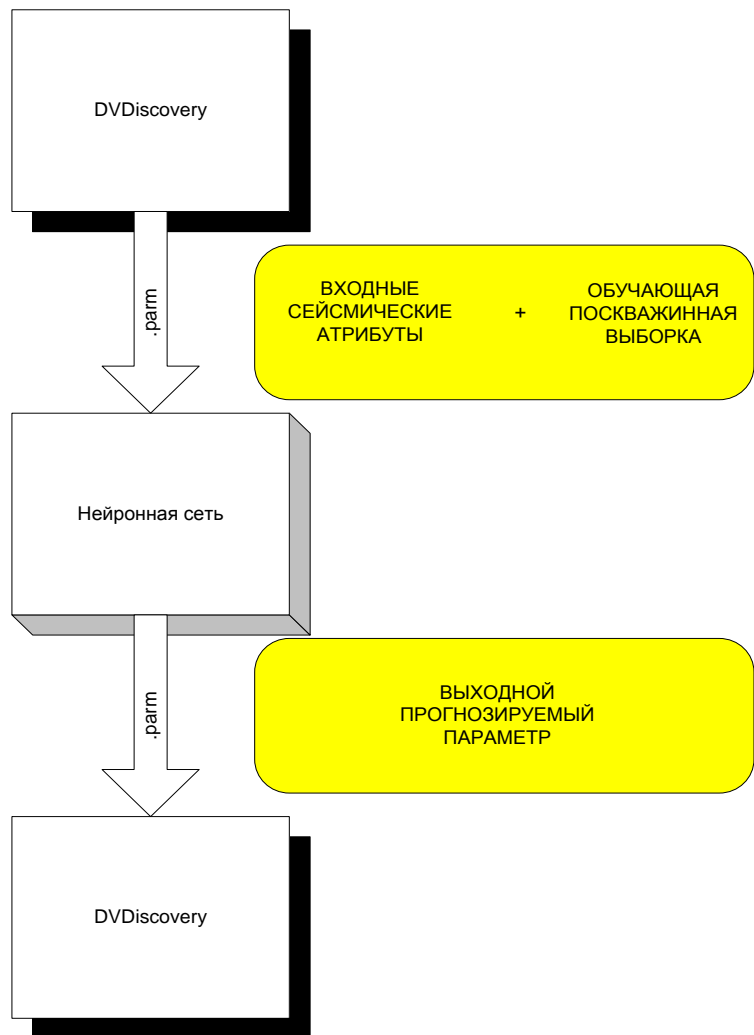 DVDiscovery
.parm
ВХОДНЫЕ
СЕЙСМИЧЕСКИЕ
АТРИБУТЫ
+
ОБУЧАЮЩАЯ
ПОСКВАЖИННАЯ
ВЫБОРКА
Нейронная сеть
.parm
ВЫХОДНОЙ
ПРОГНОЗИРУЕМЫЙ
ПАРАМЕТР
DVDiscovery